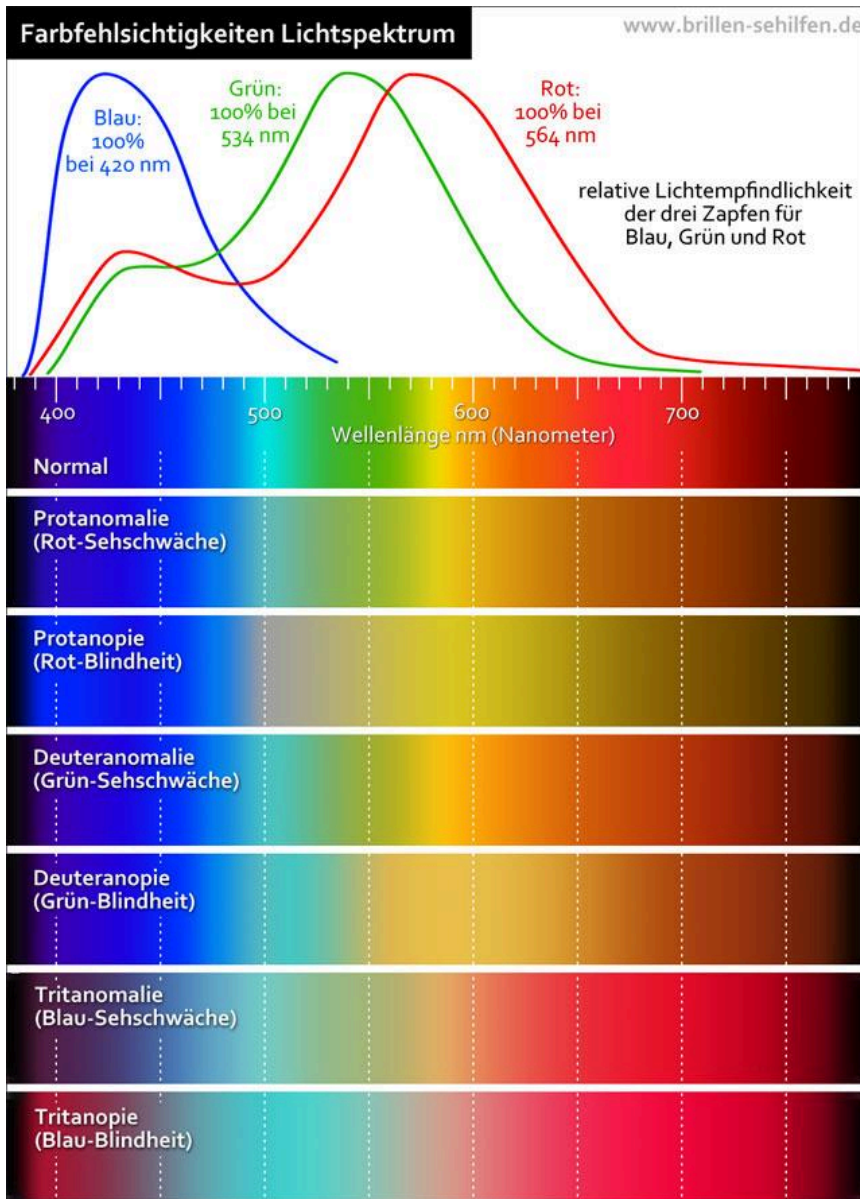 Farbfehlsichtigkeiten Lichtspektrum
www.brillen-sehilfen.de
Blau:
100%
bei 420 nm
Grün:
100% bei
534 nm
Rot:
100% bei
564 nm
relative Lichtempfindlichkeit
der drei Zapfen für
Blau, Grün und Rot
400
500
600
700
Wellenlänge nm (Nanometer)
Normal
Protanomalie
(Rot-Sehschwäche)
Protanopie
(Rot-Blindheit)
Deuteranomalie
(Grün-Sehschwäche)
Deuteranopie
(Grün-Blindheit)
Tritanomalie
(Blau-Sehschwäche)
Tritanopie
(Blau-Blindheit)